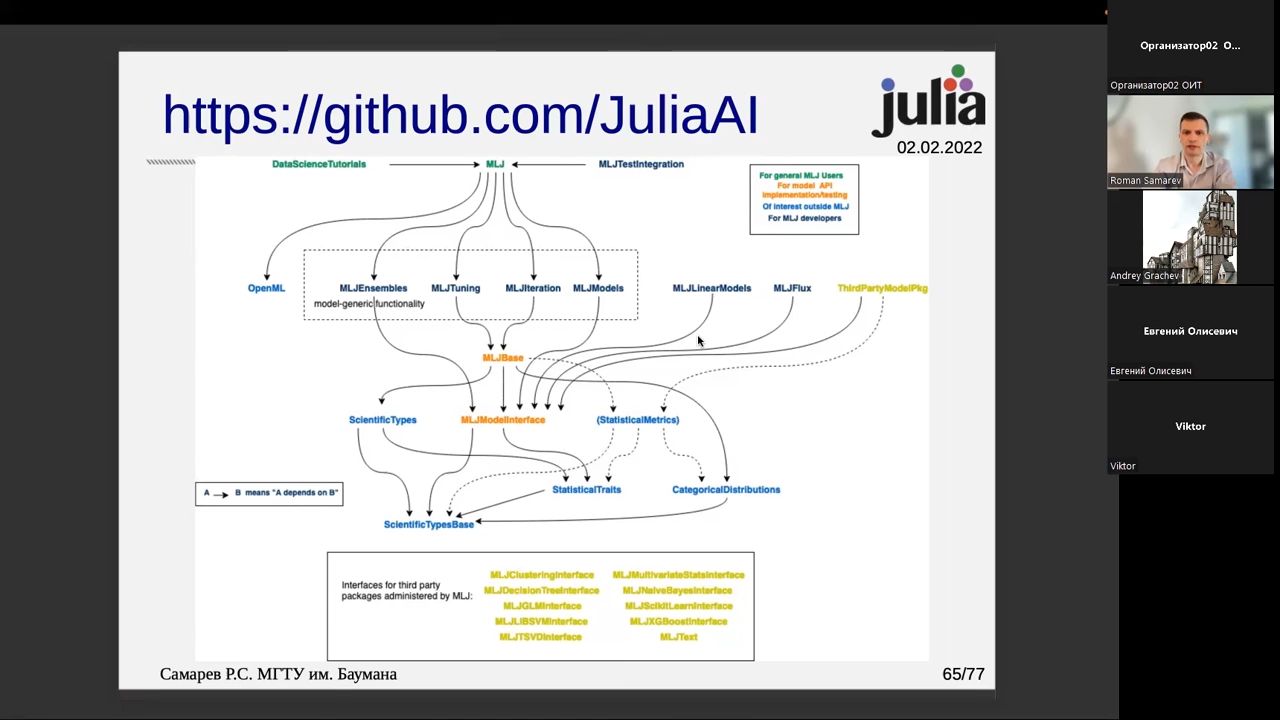 https://github.com/JuliaAI
julia
02.02.2022
DataScienceTutorials
MLJ
MLJTestIntegration
For general MLJ Users
For model API
implementation/testing
Of interest outside MLJ
For MLJ developers
OpenML
MLJEnsembles
MLJTuning
MLJIteration
MLJModels
MLJLinearModels
MLJFlux
ThirdPartyModelPkg
model-generic functionality
MLJBase
ScientificTypes
MLJModelInterface
(StatisticalMetrics)
A B means "A depends on B"
StatisticalTraits
CategoricalDistributions
ScientificTypesBase
Interfaces for third party
packages administered by MLJ:
MLJClusteringInterface
MLJDecisionTreeInterface
MLJGLMInterface
MLJLIBSVMInterface
MLJTSVDInterface
MLJMultivariateStatsInterface
MLJNaiveBayesInterface
MLJScikitLearnInterface
MLJXGBoostInterface
MLJText
Самарев Р.С. МГТУ им. Баумана
65/77
Организатор02 О...
Организатор02 ОИТ
Roman Samarev
Andrey Grachev
Евгений Олисевич
Евгений Олисевич
Viktor
Viktor